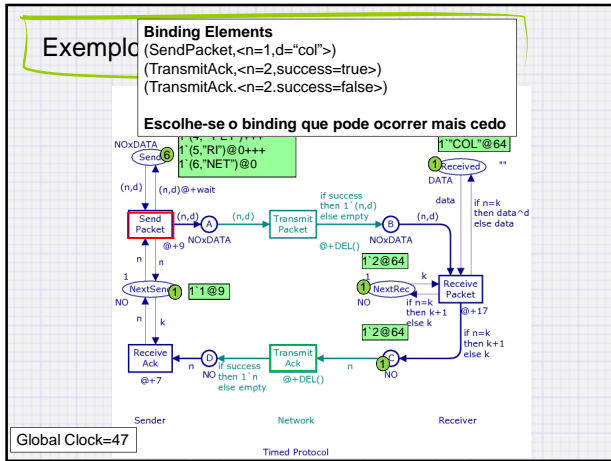 Exemplo
Binding Elements
(SendPacket,<n=1,d="col">)
(TransmitAck,<n=2,success=true>)
(TransmitAck.<n=2.success=false>)
Escolhe-se o binding que pode ocorrer mais cedo
1`(5,"RI")@0+++
1`(6,"NET")@0
NOxDATA
Send
6
1`"COL"@64
1
Received
""
DATA
(n,d)
(n,d)@+wait
if success
then 1`(n,d)
else empty
data
if n=k
then data^d
else data
Send
Packet
(n,d)
A
(n,d)
Transmit
Packet
B
(n,d)
@+9
NOxDATA
@+DEL()
NOxDATA
n
n
1`2@64
1
NextSend
1
1`1@9
NO
1
NextRec
1
NO
k
if n=k
then k+1
else k
Receive
Packet
@+17
n
k
1`2@64
if n=k
then k+1
else k
Receive
Ack
n
D
NO
if success
then 1`n
else empty
Transmit
Ack
n
C
1
NO
@+7
@+DEL()
Sender
Network
Receiver
Global Clock=47
Timed Protocol